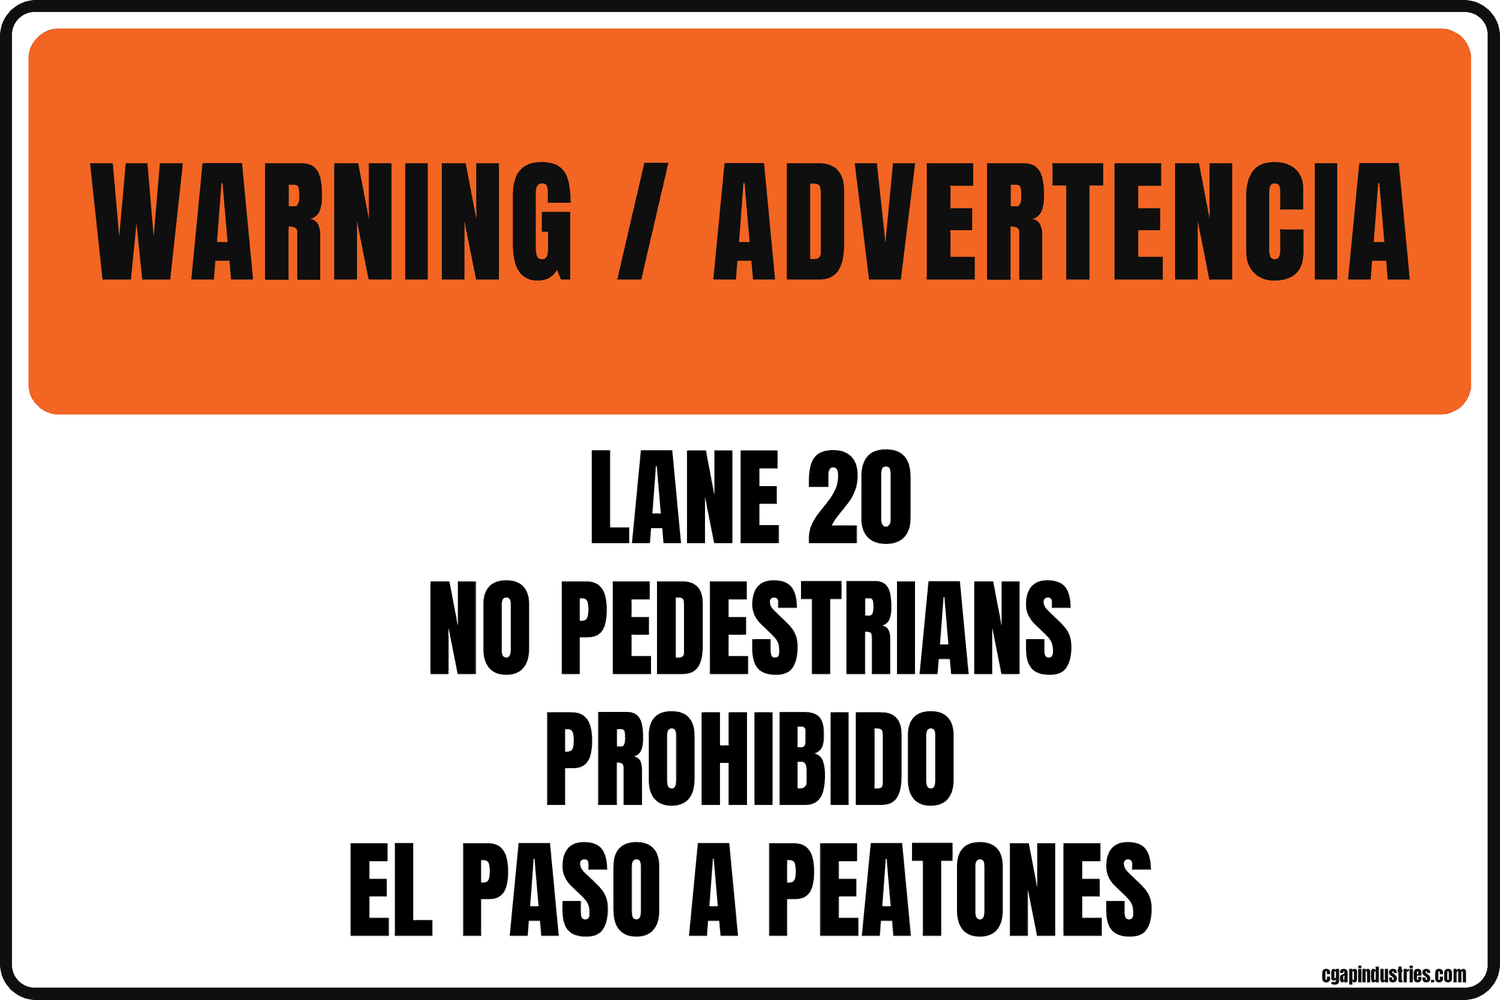 WARNING / ADVERTENCIA
LANE 20
NO PEDESTRIANS
PROHIBIDO
EL PASO A PEATONES
cgapindustries.com